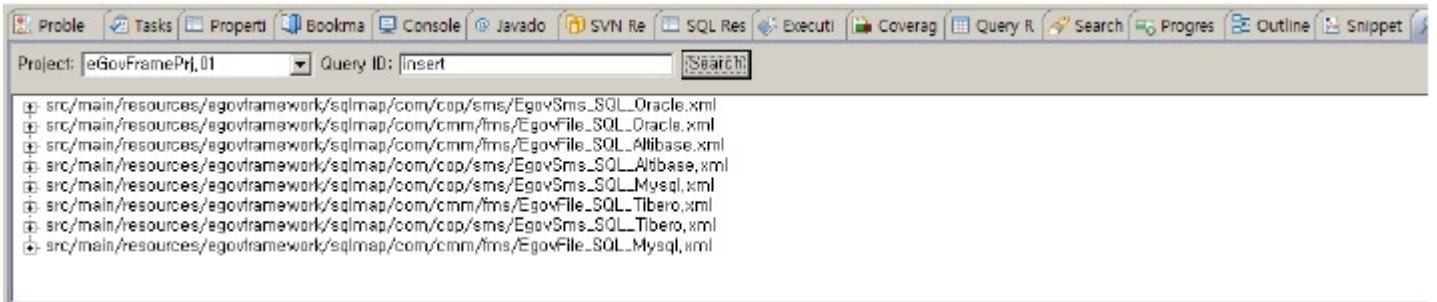 Proble Tasks Properti Bookma Console Javado SVN Re SQL Res Executi Coverag Query R Search Progres Outline Snippet
Project: eGovFramePrj.01 Query ID: insert Search
src/main/resources/egovframework/sqlmap/com/cop/sms/EgovSms_SQL_Oracle.xml
src/main/resources/egovframework/sqlmap/com/cmm/fms/EgovFile_SQL_Oracle.xml
src/main/resources/egovframework/sqlmap/com/cmm/fms/EgovFile_SQL_Altibase.xml
src/main/resources/egovframework/sqlmap/com/cop/sms/EgovSms_SQL_Altibase.xml
src/main/resources/egovframework/sqlmap/com/cop/sms/EgovSms_SQL_Mysql.xml
src/main/resources/egovframework/sqlmap/com/cmm/fms/EgovFile_SQL_Tibero.xml
src/main/resources/egovframework/sqlmap/com/cop/sms/EgovSms_SQL_Tibero.xml
src/main/resources/egovframework/sqlmap/com/cmm/fms/EgovFile_SQL_Mysql.xml